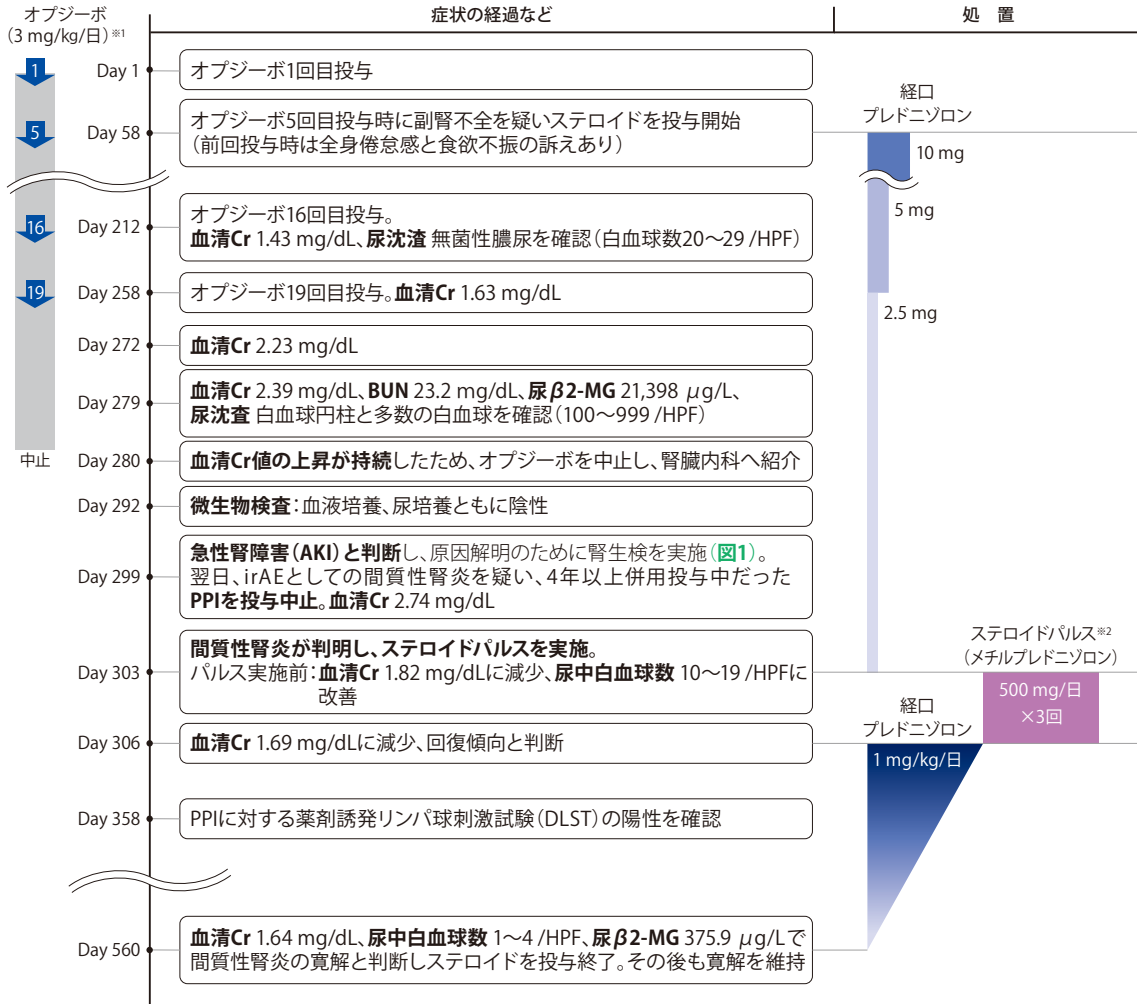 オプジーボ
（3 mg/kg/日）※1
症状の経過など
処 置
1
Day 1
オプジーボ1回目投与
経口
プレドニゾロン
5
Day 58
オプジーボ5回目投与時に副腎不全を疑いステロイドを投与開始
（前回投与時は全身倦怠感と食欲不振の訴えあり）
10 mg
5 mg
16
Day 212
オプジーボ16回目投与。
血清Cr 1.43 mg/dL、尿沈渣 無菌性膿尿を確認（白血球数20～29 /HPF）
19
Day 258
オプジーボ19回目投与。血清Cr 1.63 mg/dL
2.5 mg
Day 272
血清Cr 2.23 mg/dL
Day 279
血清Cr 2.39 mg/dL、BUN 23.2 mg/dL、尿β2-MG 21,398 μg/L、
尿沈査 白血球円柱と多数の白血球を確認（100～999 /HPF）
中止
Day 280
血清Cr値の上昇が持続したため、オプジーボを中止し、腎臓内科へ紹介
Day 292
微生物検査：血液培養、尿培養ともに陰性
Day 299
急性腎障害（AKI）と判断し、原因解明のために腎生検を実施（図1）。
翌日、irAEとしての間質性腎炎を疑い、4年以上併用投与中だった
PPIを投与中止。血清Cr 2.74 mg/dL
Day 303
間質性腎炎が判明し、ステロイドパルスを実施。
パルス実施前：血清Cr 1.82 mg/dLに減少、尿中白血球数 10～19 /HPFに
改善
ステロイドパルス※2
（メチルプレドニゾロン）
500 mg/日
×3回
経口
プレドニゾロン
Day 306
血清Cr 1.69 mg/dLに減少、回復傾向と判断
1 mg/kg/日
Day 358
PPIに対する薬剤誘発リンパ球刺激試験（DLST）の陽性を確認
Day 560
血清Cr 1.64 mg/dL、尿中白血球数 1～4 /HPF、尿β2-MG 375.9 μg/Lで
間質性腎炎の寛解と判断しステロイドを投与終了。その後も寛解を維持